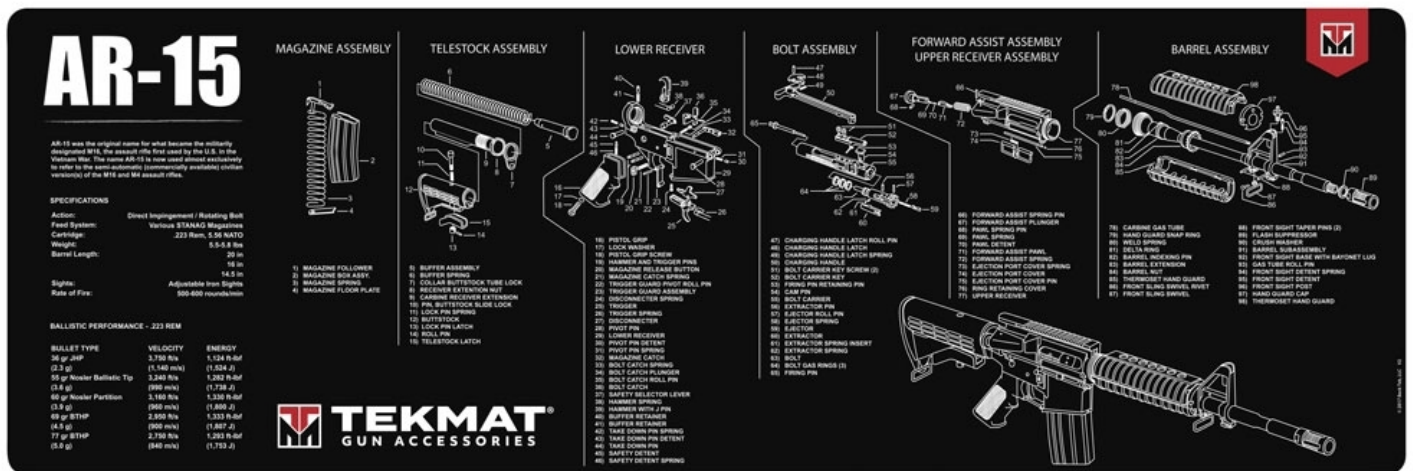 AR-15
AR-15 was the original name for what became the militarily
designated M16, the assault rifle first used by the U.S. in the
Vietnam War. The name AR-15 is now used almost exclusively
to refer to the semi-automatic (commercially available) civilian
version(s) of the M16 and M4 assault rifles.
SPECIFICATIONS
Action: Direct Impingement / Rotating Bolt
Feed System: Various STANAG Magazines
Cartridge: .223 Rem, 5.56 NATO
Weight: 5.5-5.8 lbs
Barrel Length: 20 in
16 in
14.5 in
Sights: Adjustable Iron Sights
Rate of Fire: 500-600 rounds/min
BALLISTIC PERFORMANCE - .223 REM
BULLET TYPE VELOCITY ENERGY
36 gr JHP 3,750 ft/s 1,124 ft-lbf
(2.3 g) (1,140 m/s) (1,524 J)
55 gr Nosler Ballistic Tip 3,240 ft/s 1,282 ft-lbf
(3.6 g) (990 m/s) (1,738 J)
60 gr Nosler Partition 3,160 ft/s 1,330 ft-lbf
(3.9 g) (960 m/s) (1,800 J)
69 gr BTHP 2,950 ft/s 1,333 ft-lbf
(4.5 g) (900 m/s) (1,807 J)
77 gr BTHP 2,750 ft/s 1,293 ft-lbf
(5.0 g) (840 m/s) (1,753 J)
MAGAZINE ASSEMBLY
1) MAGAZINE FOLLOWER
2) MAGAZINE BOX ASSY.
3) MAGAZINE SPRING
4) MAGAZINE FLOOR PLATE
TELESTOCK ASSEMBLY
5) BUFFER ASSEMBLY
6) BUFFER SPRING
7) COLLAR BUTTSTOCK TUBE LOCK
8) RECEIVER EXTENTION NUT
9) CARBINE RECEIVER EXTENSION
10) PIN, BUTTSTOCK SLIDE LOCK
11) LOCK PIN SPRING
12) BUTTSTOCK
13) LOCK PIN LATCH
14) ROLL PIN
15) TELESTOCK LATCH
LOWER RECEIVER
16) PISTOL GRIP
17) LOCK WASHER
18) PISTOL GRIP SCREW
19) HAMMER AND TRIGGER PINS
20) MAGAZINE RELEASE BUTTON
21) MAGAZINE CATCH SPRING
22) TRIGGER GUARD PIVOT ROLL PIN
23) TRIGGER GUARD ASSEMBLY
24) DISCONNECTER SPRING
25) TRIGGER
26) TRIGGER SPRING
27) DISCONNECTER
28) PIVOT PIN
29) LOWER RECEIVER
30) PIVOT PIN DETENT
31) PIVOT PIN SPRING
32) MAGAZINE CATCH
33) BOLT CATCH SPRING
34) BOLT CATCH PLUNGER
35) BOLT CATCH ROLL PIN
36) BOLT CATCH
37) SAFETY SELECTOR LEVER
38) HAMMER SPRING
39) HAMMER WITH J PIN
40) BUFFER RETAINER
41) BUFFER RETAINER
42) TAKE DOWN PIN SPRING
43) TAKE DOWN PIN DETENT
44) TAKE DOWN PIN
45) SAFETY DETENT
46) SAFETY DETENT SPRING
BOLT ASSEMBLY
47) CHARGING HANDLE LATCH ROLL PIN
48) CHARGING HANDLE LATCH
49) CHARGING HANDLE LATCH SPRING
50) CHARGING HANDLE
51) BOLT CARRIER KEY SCREW (2)
52) BOLT CARRIER KEY
53) FIRING PIN RETAINING PIN
54) CAM PIN
55) BOLT CARRIER
56) EXTRACTOR PIN
57) EJECTOR ROLL PIN
58) EJECTOR SPRING
59) EJECTOR
60) EXTRACTOR
61) EXTRACTOR SPRING INSERT
62) EXTRACTOR SPRING
63) BOLT
64) BOLT GAS RINGS (3)
65) FIRING PIN
FORWARD ASSIST ASSEMBLY
UPPER RECEIVER ASSEMBLY
66) FORWARD ASSIST SPRING PIN
67) FORWARD ASSIST PLUNGER
68) PAWL SPRING PIN
69) PAWL SPRING
70) PAWL DETENT
71) FORWARD ASSIST PAWL
72) FORWARD ASSIST SPRING
73) EJECTION PORT COVER SPRING
74) EJECTION PORT COVER
75) EJECTION PORT COVER PIN
76) RING RETAINING COVER
77) UPPER RECEIVER
BARREL ASSEMBLY
78) CARBINE GAS TUBE
79) HAND GUARD SNAP RING
80) WELD SPRING
81) DELTA RING
82) BARREL INDEXING PIN
83) BARREL EXTENSION
84) BARREL NUT
85) THERMOSET HAND GUARD
86) FRONT SLING SWIVEL RIVET
87) FRONT SLING SWIVEL
88) FRONT SIGHT TAPER PINS (2)
89) FLASH SUPPRESSOR
90) CRUSH WASHER
91) BARREL SUBASSEMBLY
92) FRONT SIGHT BASE WITH BAYONET LUG
93) GAS TUBE ROLL PIN
94) FRONT SIGHT DETENT SPRING
95) FRONT SIGHT DETENT
96) FRONT SIGHT POST
97) HAND GUARD CAP
98) THERMOSET HAND GUARD
TEKMAT®
GUN ACCESSORIES